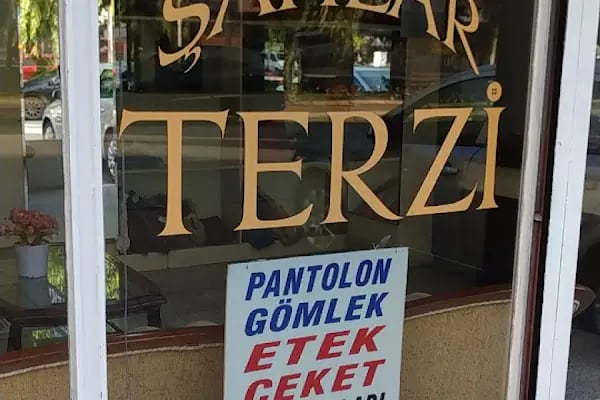 TERZİ
PANTOLON
GÖMLEK
ETEK
CEKET